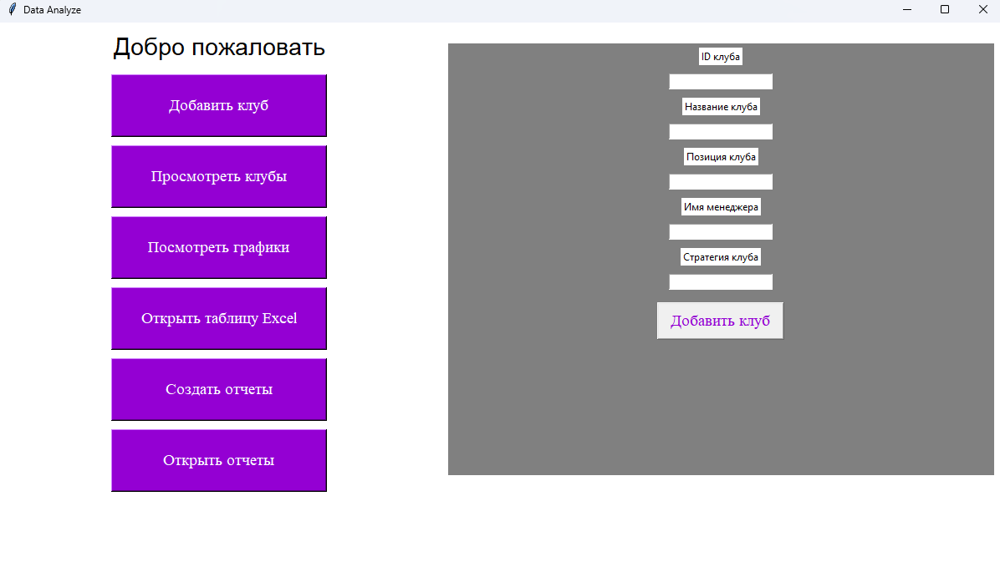 Data Analyze
Добро пожаловать
Добавить клуб
Просмотреть клубы
Посмотреть графики
Открыть таблицу Excel
Создать отчеты
Открыть отчеты
ID клуба
Название клуба
Позиция клуба
Имя менеджера
Стратегия клуба
Добавить клуб